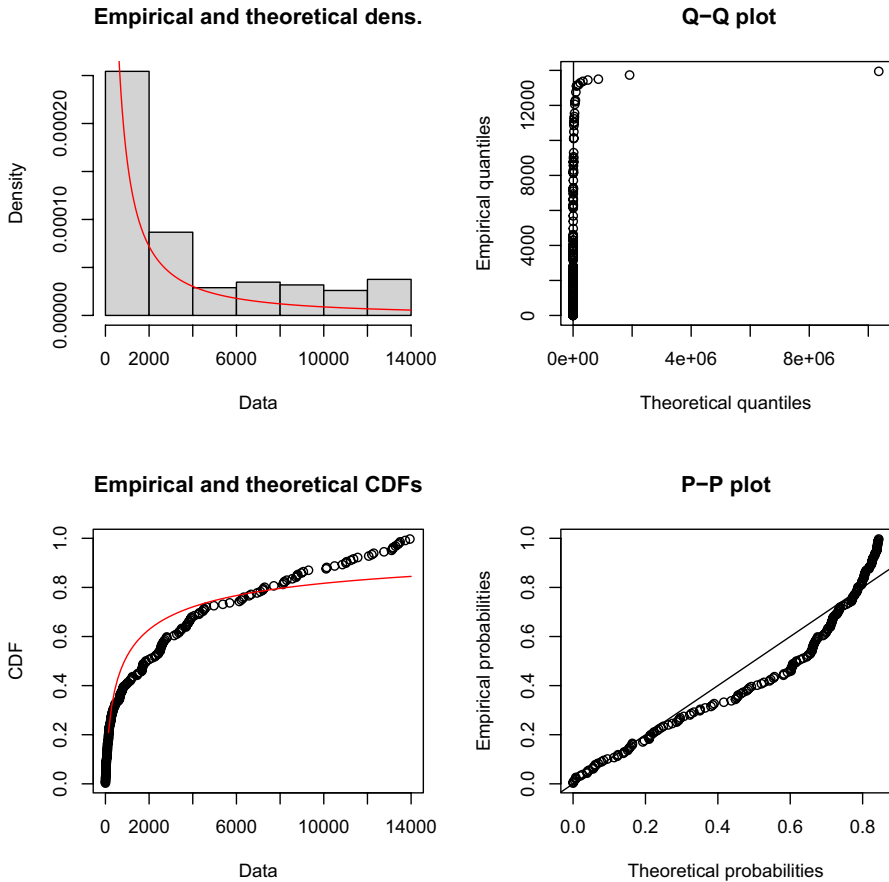 Empirical and theoretical dens.
Density
0.00000
0.00010
0.00020
0
2000
6000
10000
14000
Data
Q−Q plot
Empirical quantiles
0
4000
8000
12000
0e+00
4e+06
8e+06
Theoretical quantiles
Empirical and theoretical CDFs
CDF
0.0
0.2
0.4
0.6
0.8
1.0
0
2000
6000
10000
14000
Data
P−P plot
Empirical probabilities
0.0
0.2
0.4
0.6
0.8
1.0
0.0
0.2
0.4
0.6
0.8
Theoretical probabilities